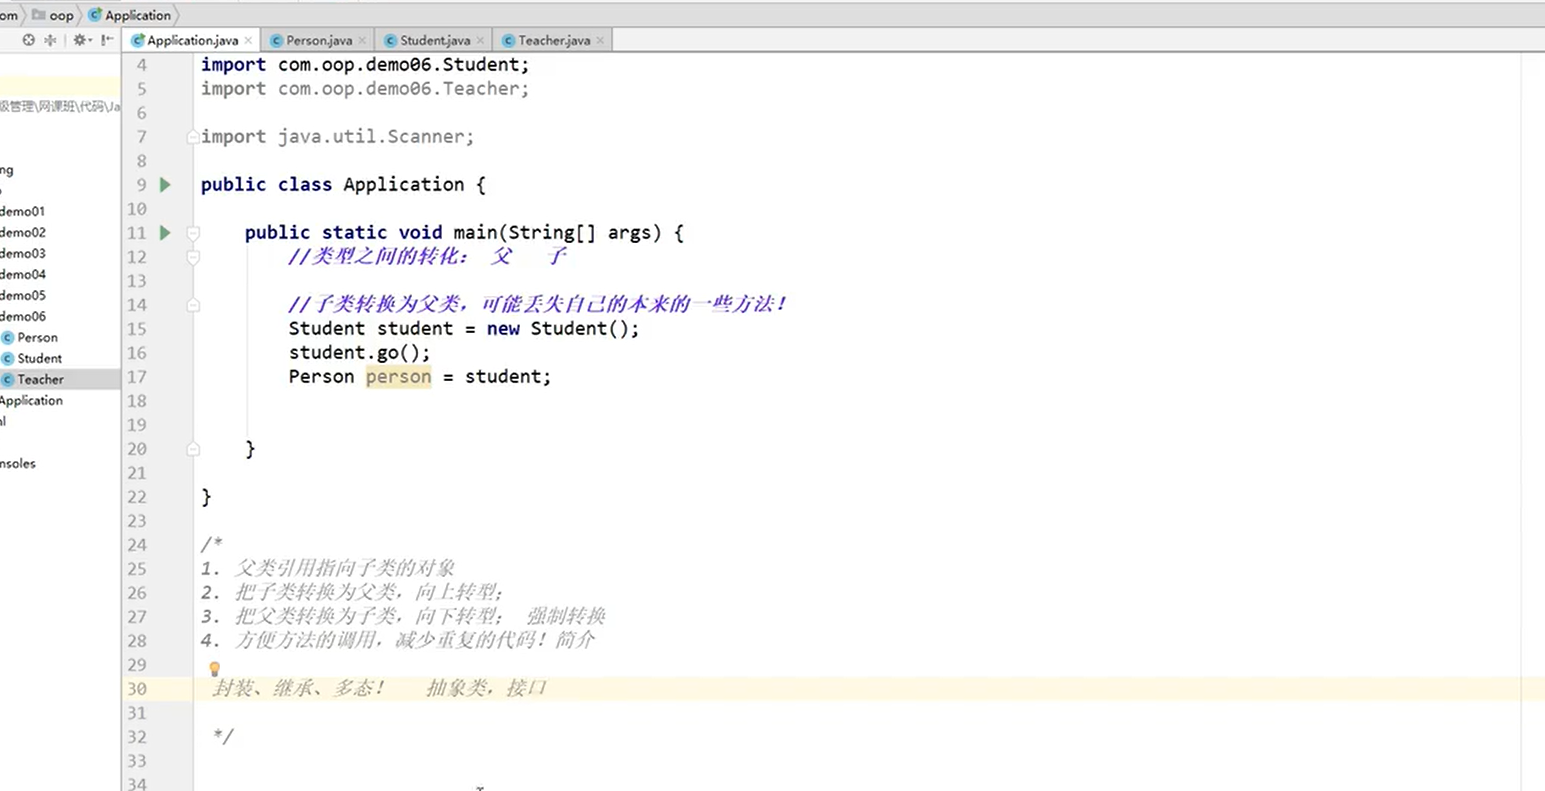 om oop Application
Application.java Person.java Student.java Teacher.java
4 import com.oop.demo06.Student;
5 import com.oop.demo06.Teacher;
级管理\网课班\代码\Ja
6
7 import java.util.Scanner;
8
ng
9 public class Application {
10
demo01
11 public static void main(String[] args) {
demo02
12 //类型之间的转化： 父 子
demo03
13
demo04
14 //子类转换为父类，可能丢失自己的本来的一些方法！
demo05
15 Student student = new Student();
demo06
16 student.go();
Person
17 Person person = student;
Student
18
Teacher
19
Application
20 }
21
nsoles
22 }
23
24 /*
25 1. 父类引用指向子类的对象
26 2. 把子类转换为父类，向上转型；
27 3. 把父类转换为子类，向下转型； 强制转换
28 4. 方便方法的调用，减少重复的代码！简介
29
30 封装、继承、多态！ 抽象类，接口
31
32 */
33
34